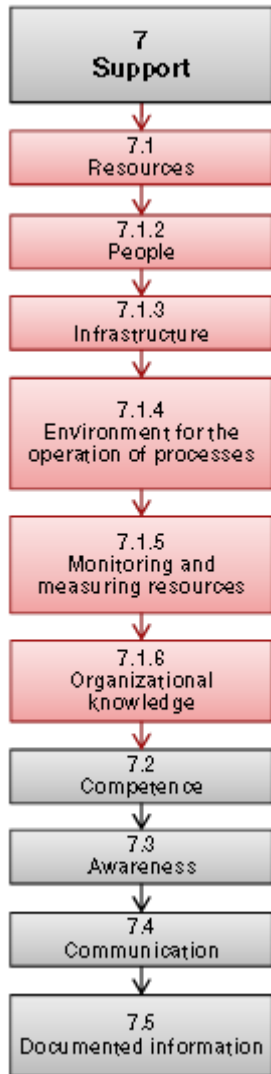 7
Support
7.1
Resources
7.1.2
People
7.1.3
Infrastructure
7.1.4
Environment for the
operation of processes
7.1.5
Monitoring and
measuring resources
7.1.6
Organizational
knowledge
7.2
Competence
7.3
Awareness
7.4
Communication
7.5
Documented information